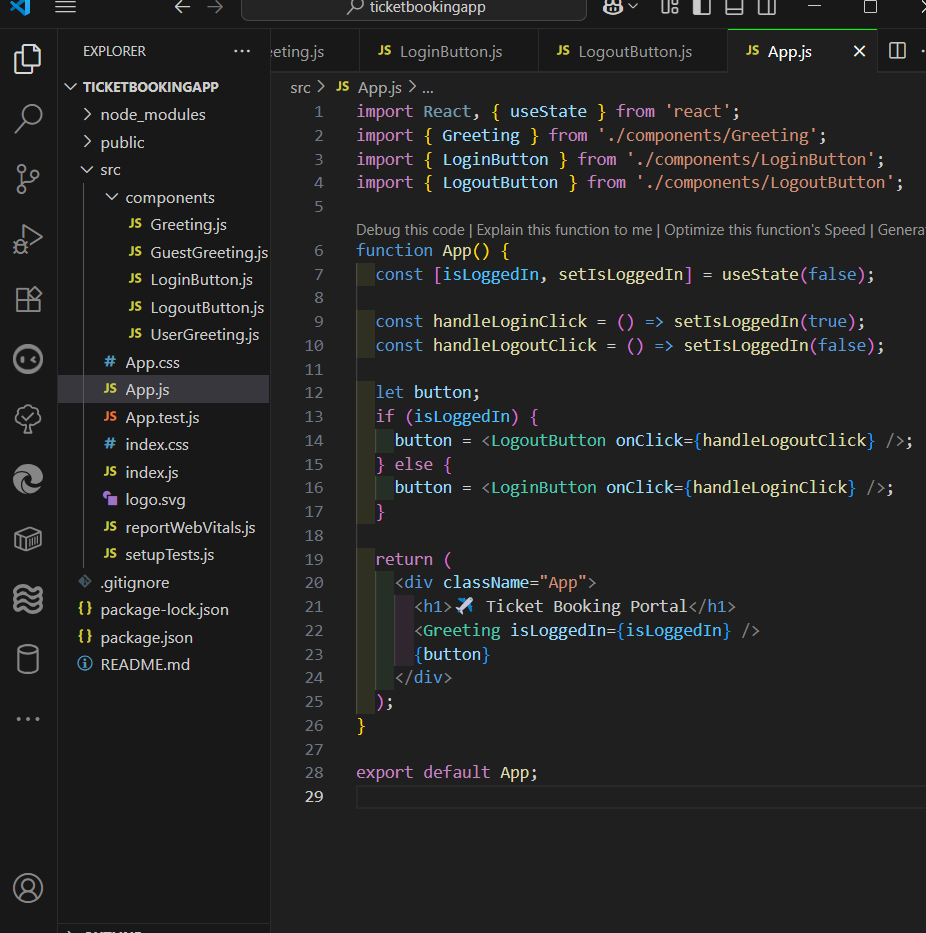 ticketbookingapp
EXPLORER
TICKETBOOKINGAPP
node_modules
public
src
components
JS Greeting.js
JS GuestGreeting.js
JS LoginButton.js
JS LogoutButton.js
JS UserGreeting.js
# App.css
JS App.js
JS App.test.js
# index.css
JS index.js
logo.svg
JS reportWebVitals.js
JS setupTests.js
.gitignore
{} package-lock.json
{} package.json
README.md
eeting.js
JS LoginButton.js
JS LogoutButton.js
JS App.js
src > JS App.js > ...
1 import React, { useState } from 'react';
2 import { Greeting } from './components/Greeting';
3 import { LoginButton } from './components/LoginButton';
4 import { LogoutButton } from './components/LogoutButton';
5
Debug this code | Explain this function to me | Optimize this function's Speed | Genera
6 function App() {
7 const [isLoggedIn, setIsLoggedIn] = useState(false);
8
9 const handleLoginClick = () => setIsLoggedIn(true);
10 const handleLogoutClick = () => setIsLoggedIn(false);
11
12 let button;
13 if (isLoggedIn) {
14 button = <LogoutButton onClick={handleLogoutClick} />;
15 } else {
16 button = <LoginButton onClick={handleLoginClick} />;
17 }
18
19 return (
20 <div className="App">
21 <h1>✈️ Ticket Booking Portal</h1>
22 <Greeting isLoggedIn={isLoggedIn} />
23 {button}
24 </div>
25 );
26 }
27
28 export default App;
29